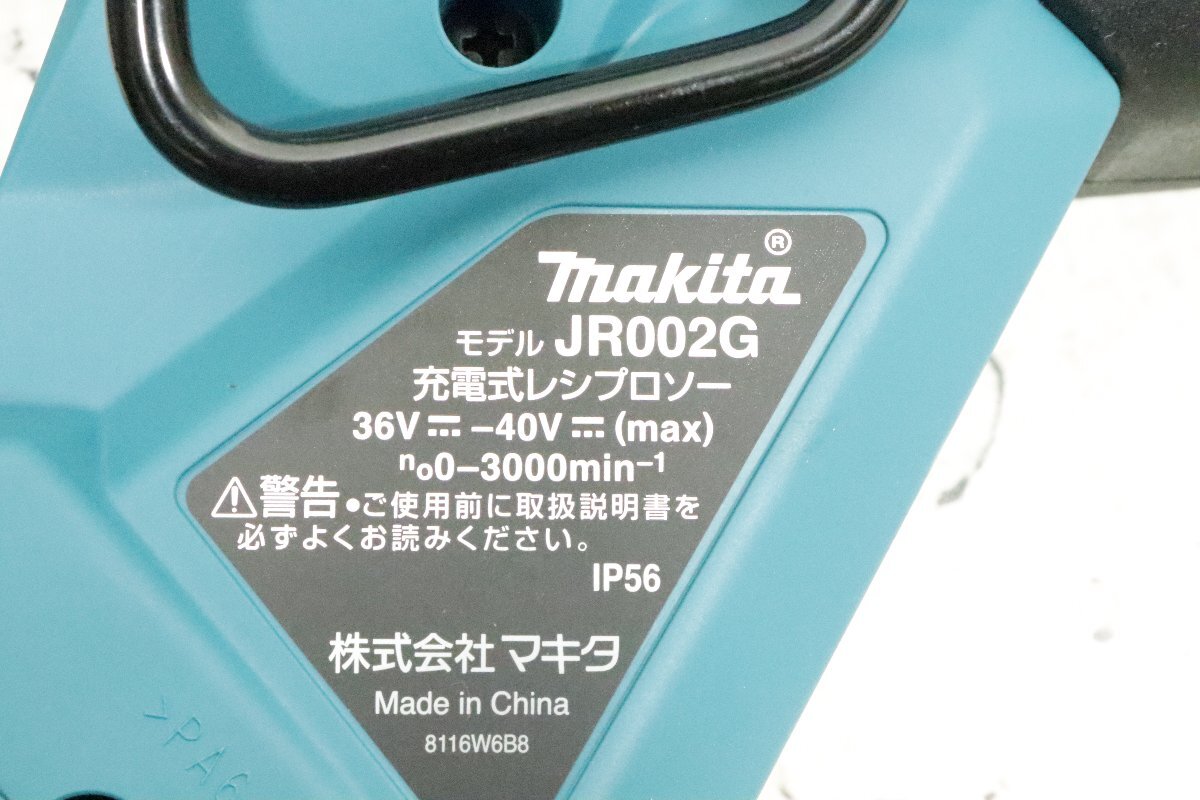 makita®
モデル JR002G
充電式レシプロソー
36V⎓-40V⎓(max)
no0-3000min-1
⚠警告 ●ご使用前に取扱説明書を
必ずよくお読みください。
IP56
株式会社マキタ
Made in China
8116W6B8
>PA6